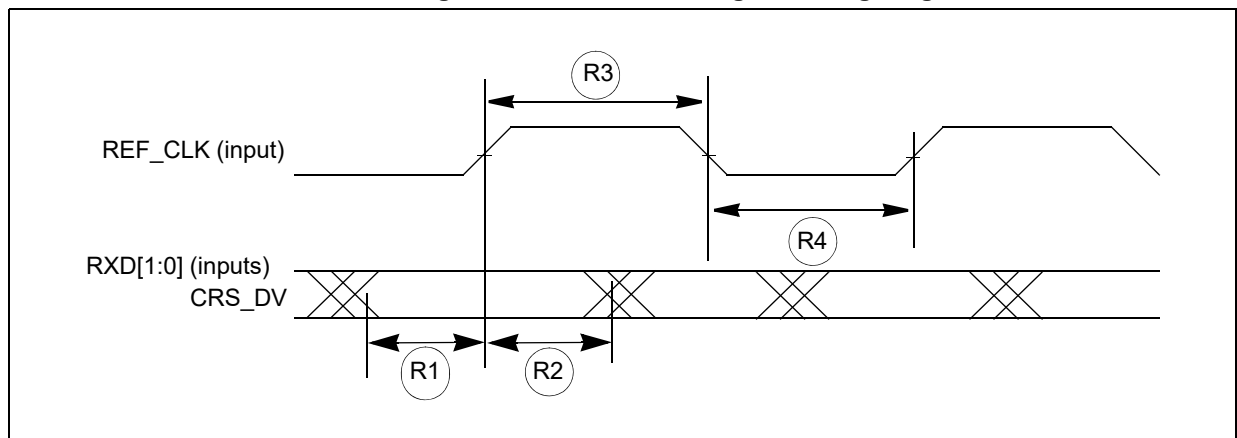 R3
REF_CLK (input)
R4
RXD[1:0] (inputs)
CRS_DV
R1
R2